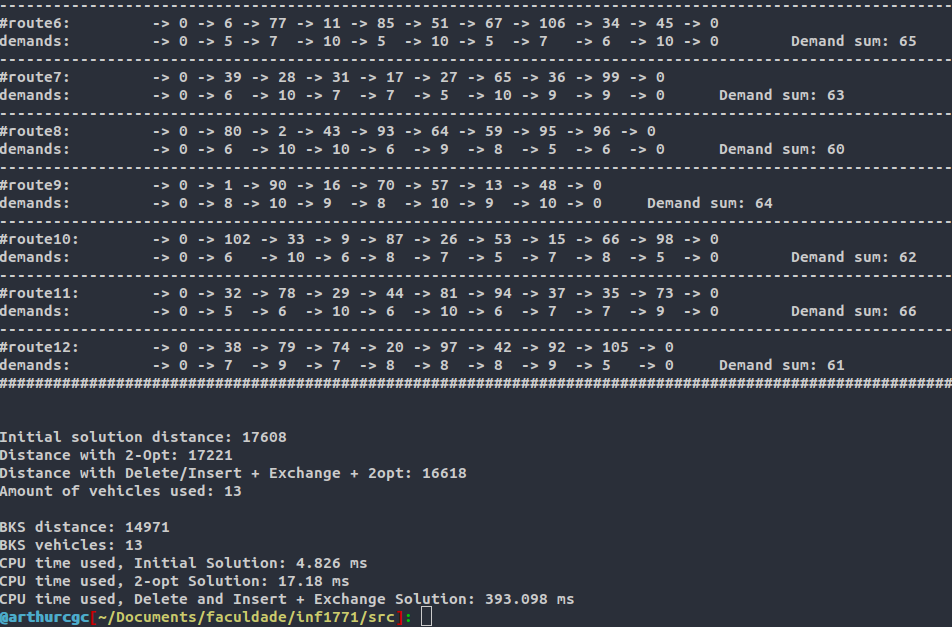 #route6: -> 0 -> 6 -> 77 -> 11 -> 85 -> 51 -> 67 -> 106 -> 34 -> 45 -> 0
demands: -> 0 -> 5 -> 7 -> 10 -> 5 -> 10 -> 5 -> 7 -> 6 -> 10 -> 0 Demand sum: 65
#route7: -> 0 -> 39 -> 28 -> 31 -> 17 -> 27 -> 65 -> 36 -> 99 -> 0
demands: -> 0 -> 6 -> 10 -> 7 -> 7 -> 5 -> 10 -> 9 -> 9 -> 0 Demand sum: 63
#route8: -> 0 -> 80 -> 2 -> 43 -> 93 -> 64 -> 59 -> 95 -> 96 -> 0
demands: -> 0 -> 6 -> 10 -> 10 -> 6 -> 9 -> 8 -> 5 -> 6 -> 0 Demand sum: 60
#route9: -> 0 -> 1 -> 90 -> 16 -> 70 -> 57 -> 13 -> 48 -> 0
demands: -> 0 -> 8 -> 10 -> 9 -> 8 -> 10 -> 9 -> 10 -> 0 Demand sum: 64
#route10: -> 0 -> 102 -> 33 -> 9 -> 87 -> 26 -> 53 -> 15 -> 66 -> 98 -> 0
demands: -> 0 -> 6 -> 10 -> 6 -> 8 -> 7 -> 5 -> 7 -> 8 -> 5 -> 0 Demand sum: 62
#route11: -> 0 -> 32 -> 78 -> 29 -> 44 -> 81 -> 94 -> 37 -> 35 -> 73 -> 0
demands: -> 0 -> 5 -> 6 -> 10 -> 6 -> 10 -> 6 -> 7 -> 7 -> 9 -> 0 Demand sum: 66
#route12: -> 0 -> 38 -> 79 -> 74 -> 20 -> 97 -> 42 -> 92 -> 105 -> 0
demands: -> 0 -> 7 -> 9 -> 7 -> 8 -> 8 -> 8 -> 9 -> 5 -> 0 Demand sum: 61
##########################################################################################################
Initial solution distance: 17608
Distance with 2-Opt: 17221
Distance with Delete/Insert + Exchange + 2opt: 16618
Amount of vehicles used: 13
BKS distance: 14971
BKS vehicles: 13
CPU time used, Initial Solution: 4.826 ms
CPU time used, 2-opt Solution: 17.18 ms
CPU time used, Delete and Insert + Exchange Solution: 393.098 ms
@arthurcgc[~/Documents/faculdade/inf1771/src]: